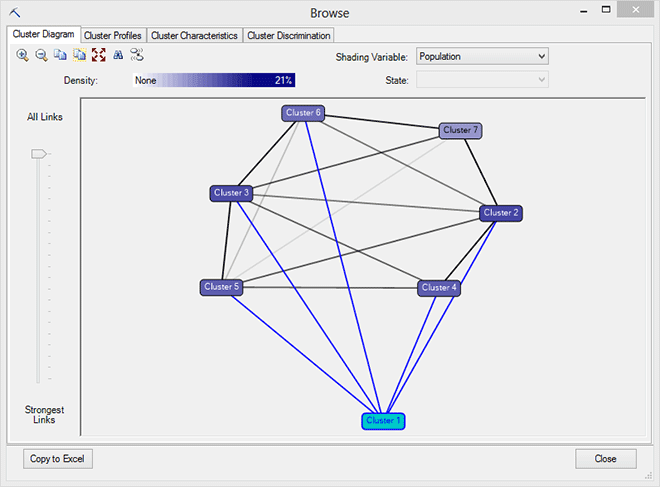 Browse
Cluster Diagram Cluster Profiles Cluster Characteristics Cluster Discrimination
Shading Variable: Population
Density: None 21% State:
All Links
Cluster 6
Cluster 7
Cluster 3
Cluster 2
Cluster 5
Cluster 4
Strongest
Links
Cluster 1
Copy to Excel Close